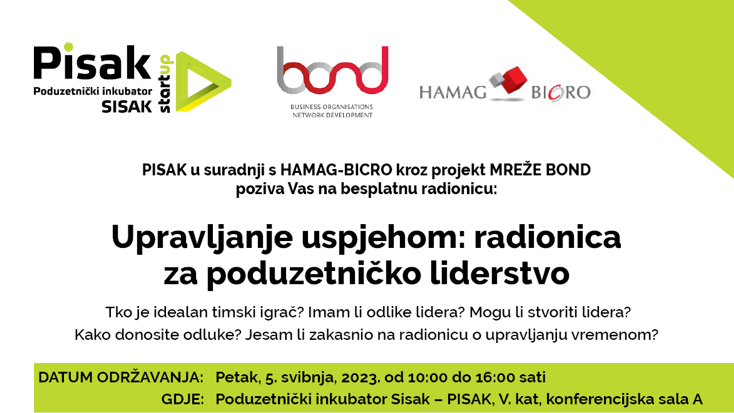 Pisak
Poduzetnički inkubator
SISAK
startup
bond
BUSINESS ORGANISATIONS
NETWORK DEVELOPMENT
HAMAG BICRO
PISAK u suradnji s HAMAG-BICRO kroz projekt MREŽE BOND
poziva Vas na besplatnu radionicu:
Upravljanje uspjehom: radionica
za poduzetničko liderstvo
Tko je idealan timski igrač? Imam li odlike lidera? Mogu li stvoriti lidera?
Kako donosite odluke? Jesam li zakasnio na radionicu o upravljanju vremenom?
DATUM ODRŽAVANJA: Petak, 5. svibnja, 2023. od 10:00 do 16:00 sati
GDJE: Poduzetnički inkubator Sisak – PISAK, V. kat, konferencijska sala A